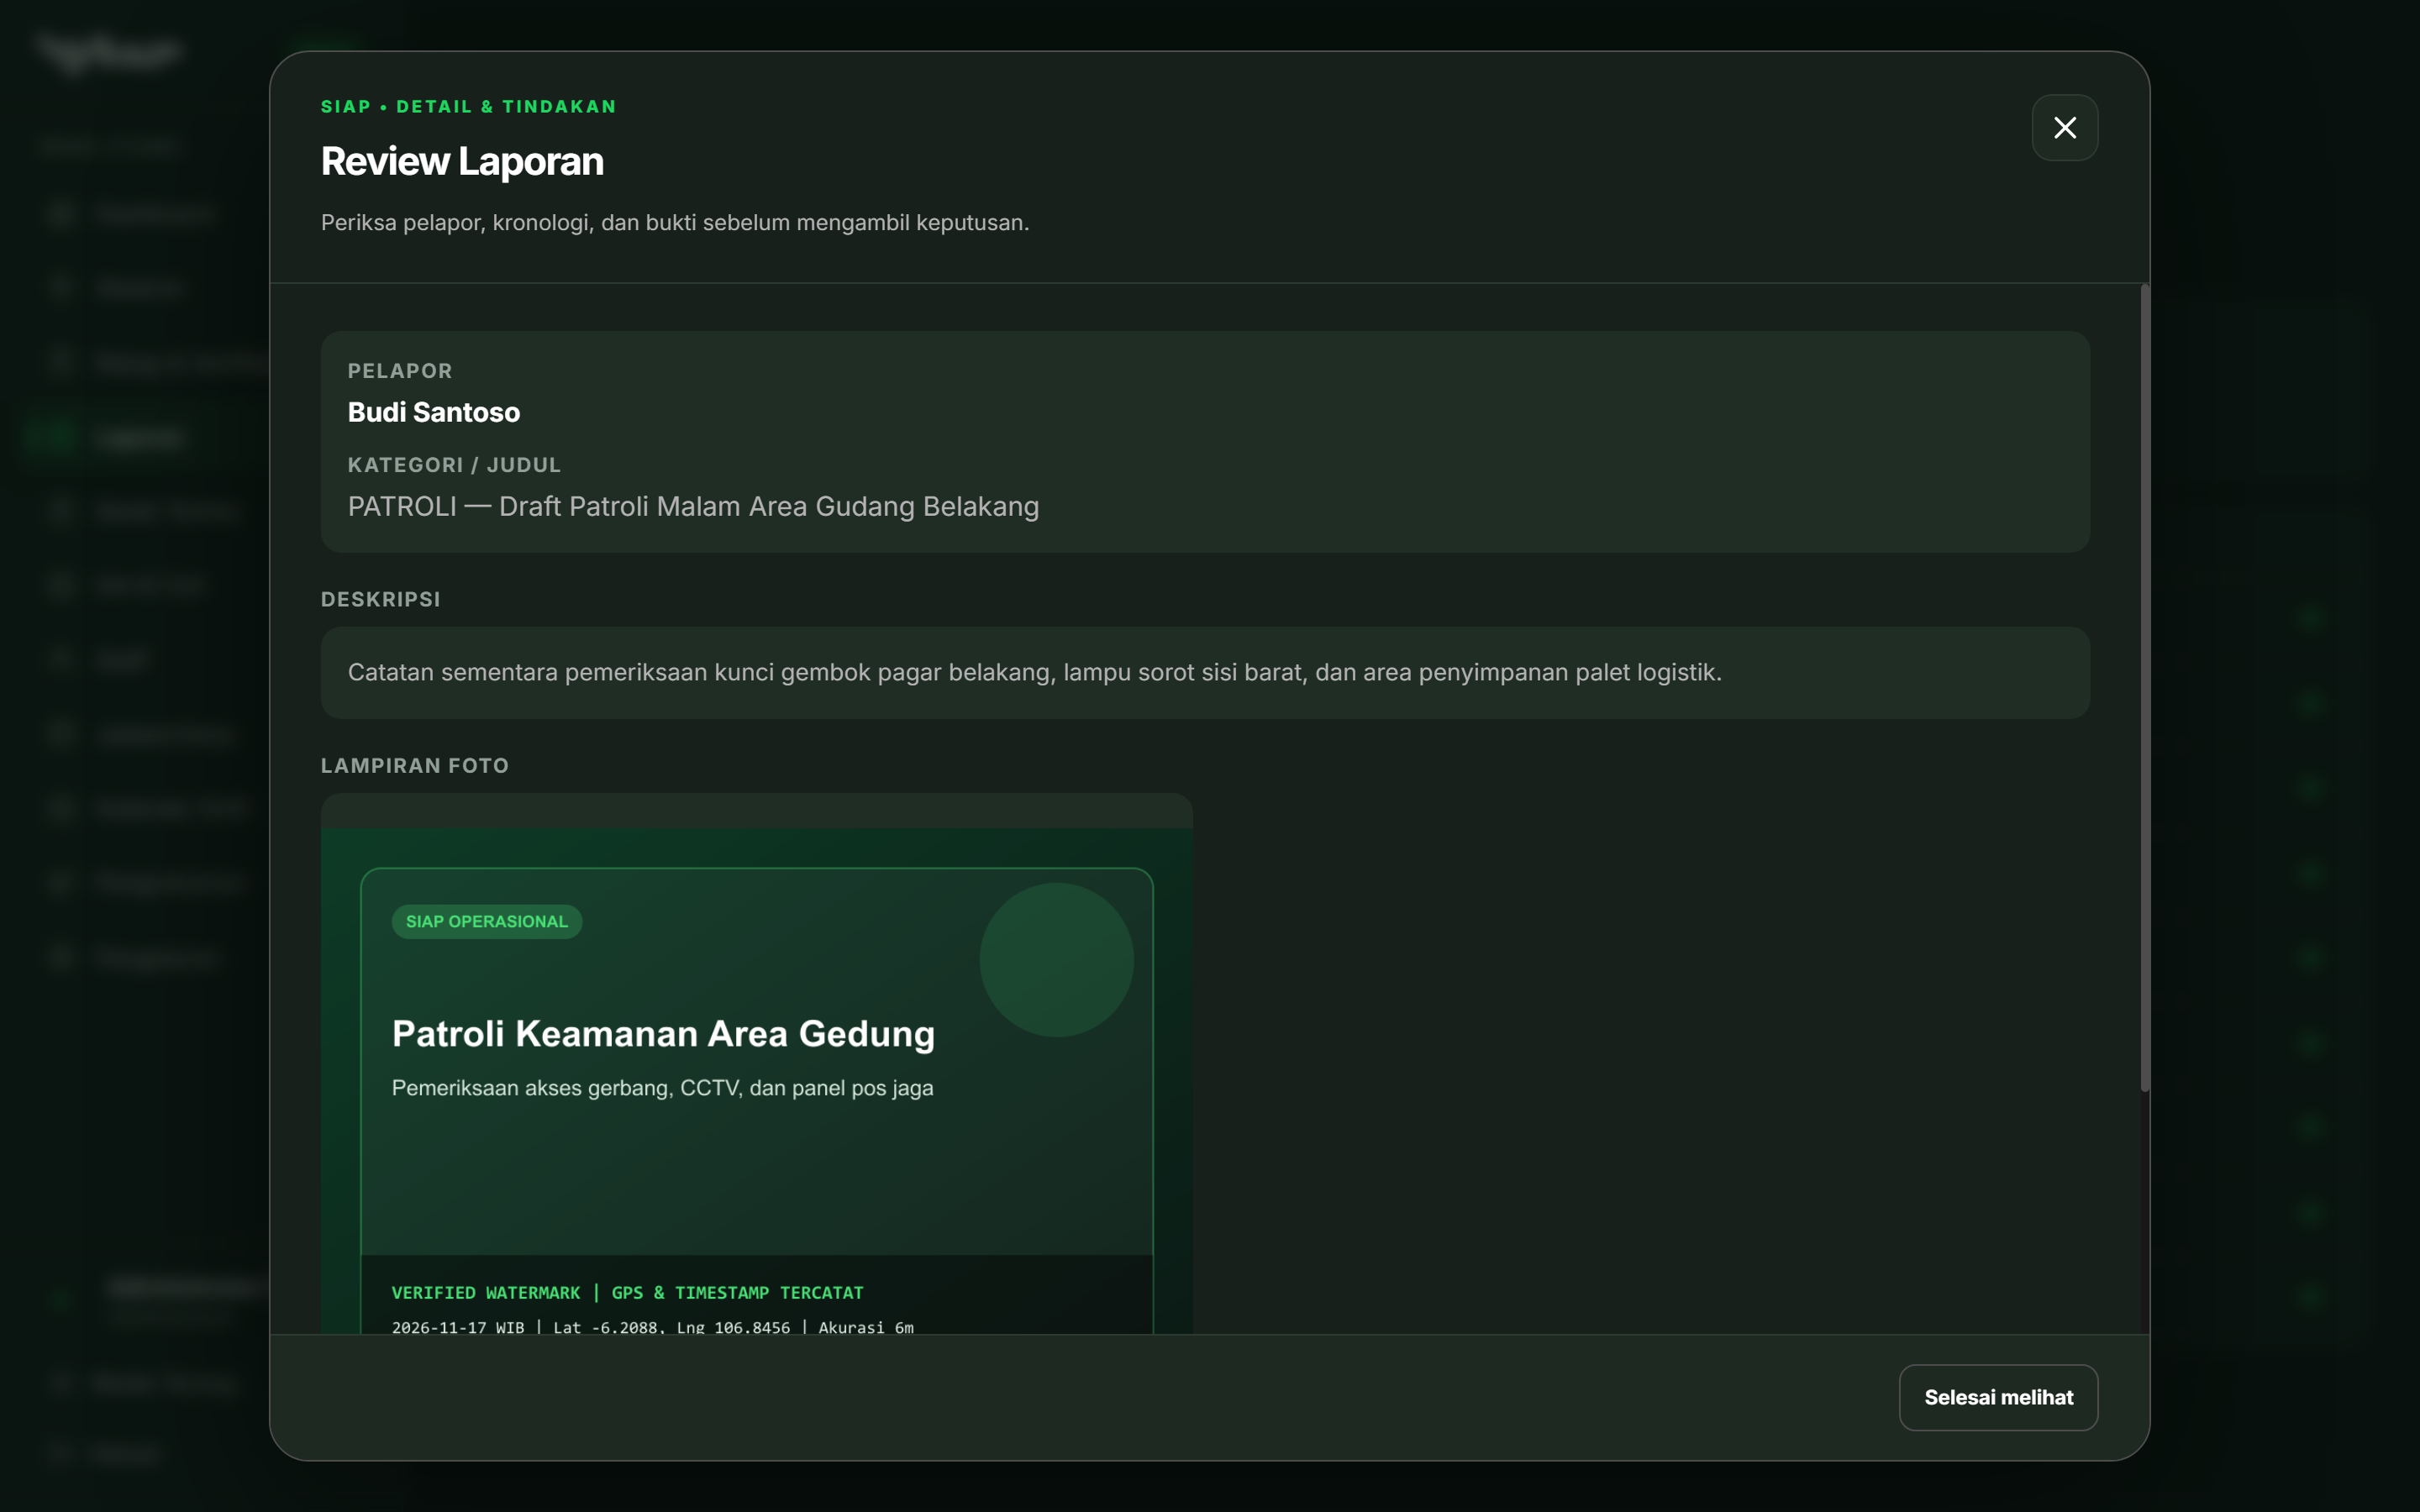 SIAP • DETAIL & TINDAKAN
Review Laporan
Periksa pelapor, kronologi, dan bukti sebelum mengambil keputusan.
PELAPOR
Budi Santoso
KATEGORI / JUDUL
PATROLI — Draft Patroli Malam Area Gudang Belakang
DESKRIPSI
Catatan sementara pemeriksaan kunci gembok pagar belakang, lampu sorot sisi barat, dan area penyimpanan palet logistik.
LAMPIRAN FOTO
SIAP OPERASIONAL
Patroli Keamanan Area Gedung
Pemeriksaan akses gerbang, CCTV, dan panel pos jaga
VERIFIED WATERMARK | GPS & TIMESTAMP TERCATAT
2026-11-17 WIB | Lat -6.2088, Lng 106.8456 | Akurasi 6m
Selesai melihat